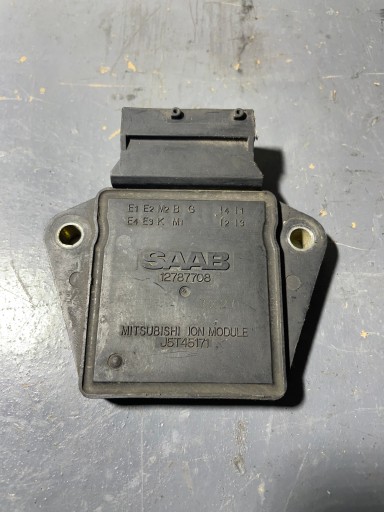 E1 E2 M2 B G I4 I1
E4 E3 K M1 I2 I3
SAAB
12787708
MITSUBISHI ION MODULE
J5T45171